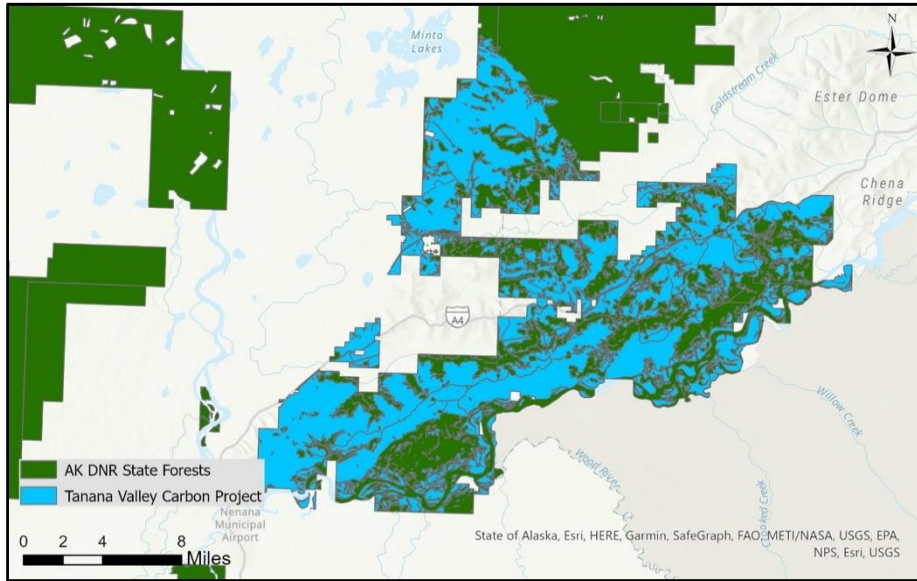 Minto
Lakes
N
Goldstream Creek
Ester Dome
Chena
Ridge
A4
Willow Creek
Wood River
Crooked Creek
AK DNR State Forests
Tanana Valley Carbon Project
Nenana
Municipal
Airport
State of Alaska, Esri, HERE, Garmin, SafeGraph, FAO, METI/NASA, USGS, EPA,
NPS, Esri, USGS
0 2 4 8
Miles